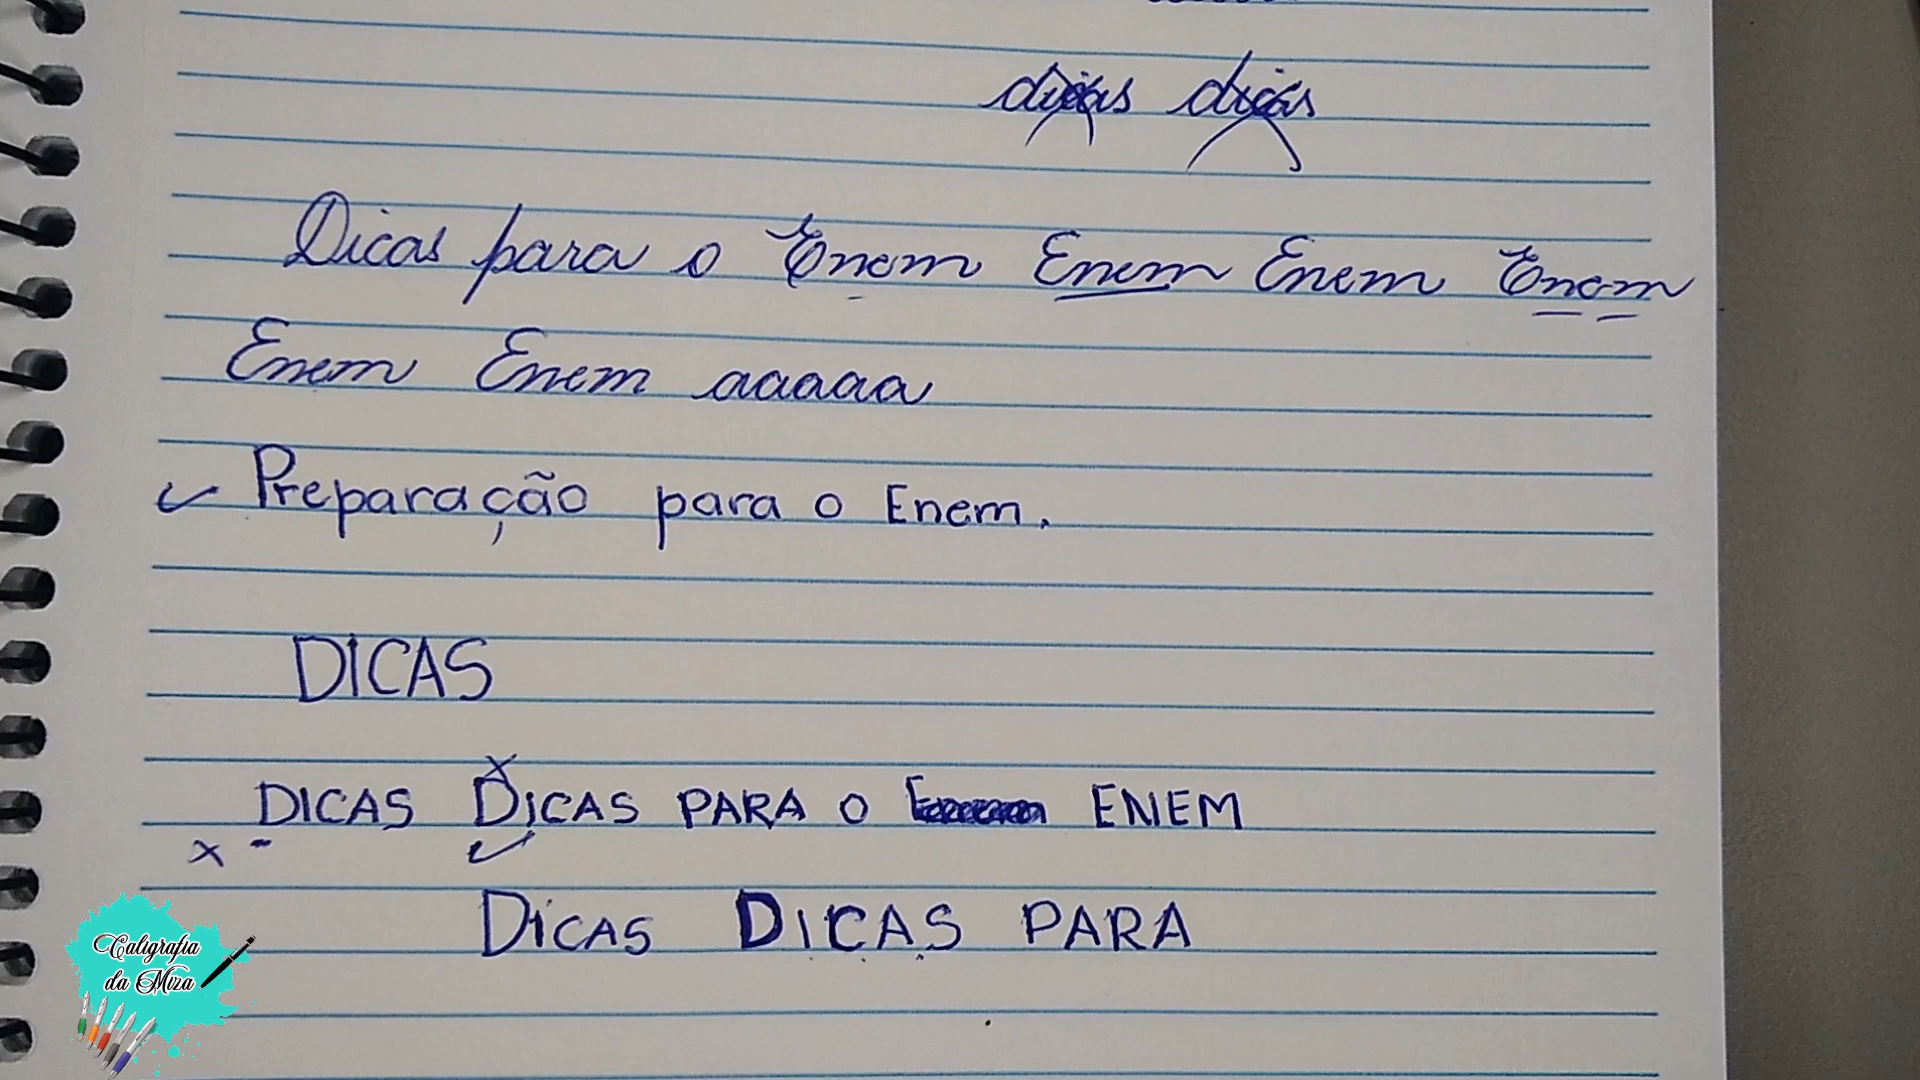 dicas dicas
Dicas para o Enem Enem Enem Enem
Enem Enem aaaaa
Preparação para o Enem.
DICAS
DICAS DICAS PARA O ENEM
DICAS DICAS PARA
Caligrafia
da Miza